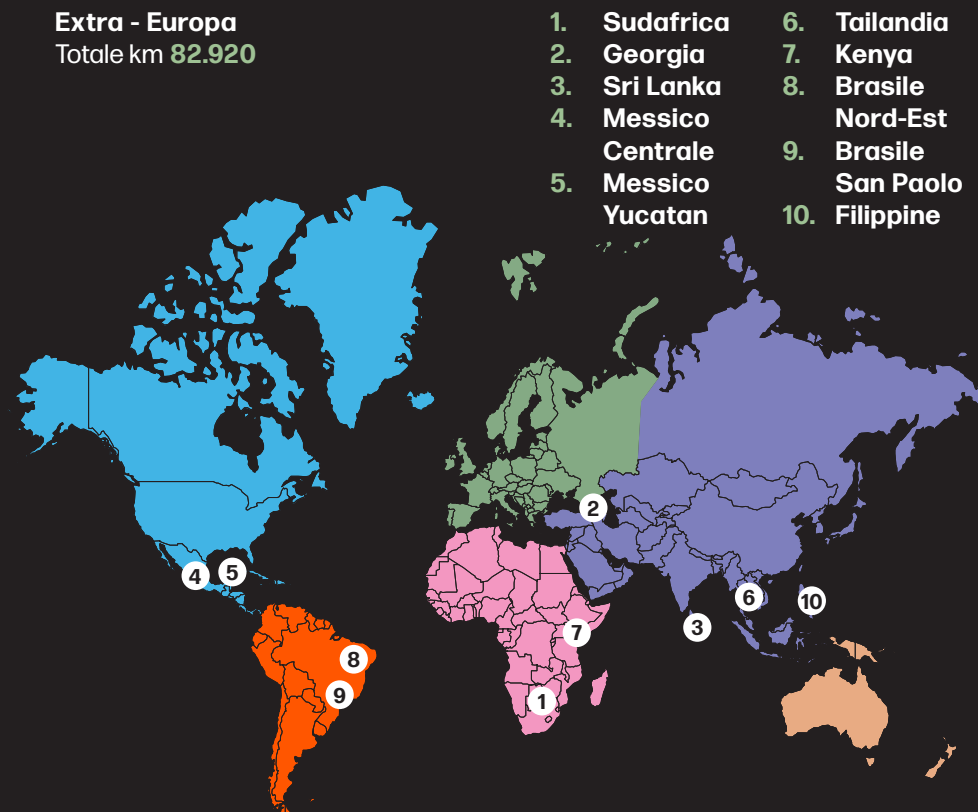 Extra - Europa
Totale km 82.920
1. Sudafrica
2. Georgia
3. Sri Lanka
4. Messico
Centrale
5. Messico
Yucatan
6. Tailandia
7. Kenya
8. Brasile
Nord-Est
9. Brasile
San Paolo
10. Filippine
2
4
5
6
10
3
7
8
9
1